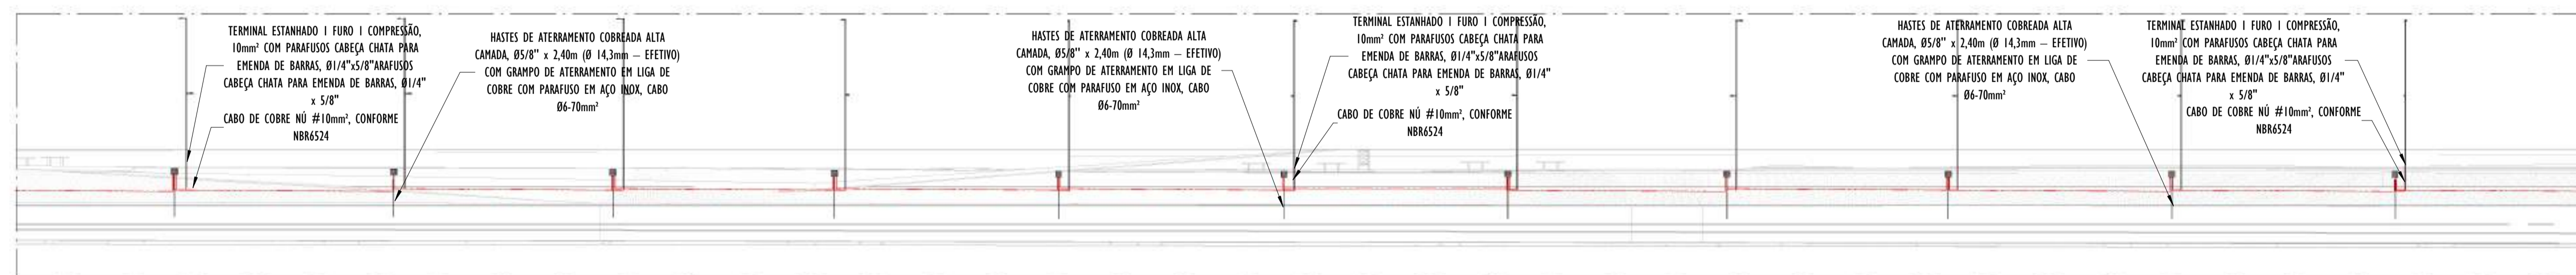 TERMINAL ESTANHADO 1 FURO 1 COMPRESSÃO,
10mm² COM PARAFUSOS CABEÇA CHATA PARA
EMENDA DE BARRAS, Ø1/4"x5/8"ARAFUSOS
CABEÇA CHATA PARA EMENDA DE BARRAS, Ø1/4"
x 5/8"
CABO DE COBRE NÚ #10mm², CONFORME
NBR6524
HASTES DE ATERRAMENTO COBREADA ALTA
CAMADA, Ø5/8" x 2,40m (Ø 14,3mm – EFETIVO)
COM GRAMPO DE ATERRAMENTO EM LIGA DE
COBRE COM PARAFUSO EM AÇO INOX, CABO
Ø6-70mm²
HASTES DE ATERRAMENTO COBREADA ALTA
CAMADA, Ø5/8" x 2,40m (Ø 14,3mm – EFETIVO)
COM GRAMPO DE ATERRAMENTO EM LIGA DE
COBRE COM PARAFUSO EM AÇO INOX, CABO
Ø6-70mm²
TERMINAL ESTANHADO 1 FURO 1 COMPRESSÃO,
10mm² COM PARAFUSOS CABEÇA CHATA PARA
EMENDA DE BARRAS, Ø1/4"x5/8"ARAFUSOS
CABEÇA CHATA PARA EMENDA DE BARRAS, Ø1/4"
x 5/8"
CABO DE COBRE NÚ #10mm², CONFORME
NBR6524
HASTES DE ATERRAMENTO COBREADA ALTA
CAMADA, Ø5/8" x 2,40m (Ø 14,3mm – EFETIVO)
COM GRAMPO DE ATERRAMENTO EM LIGA DE
COBRE COM PARAFUSO EM AÇO INOX, CABO
Ø6-70mm²
TERMINAL ESTANHADO 1 FURO 1 COMPRESSÃO,
10mm² COM PARAFUSOS CABEÇA CHATA PARA
EMENDA DE BARRAS, Ø1/4"x5/8"ARAFUSOS
CABEÇA CHATA PARA EMENDA DE BARRAS, Ø1/4"
x 5/8"
CABO DE COBRE NÚ #10mm², CONFORME
NBR6524